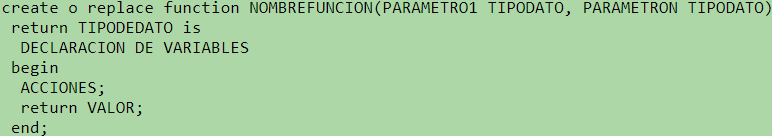 create o replace function NOMBREFUNCION(PARAMETRO1 TIPODATO, PARAMETRON TIPODATO)
return TIPODEDATO is
DECLARACION DE VARIABLES
begin
ACCIONES;
return VALOR;
end;